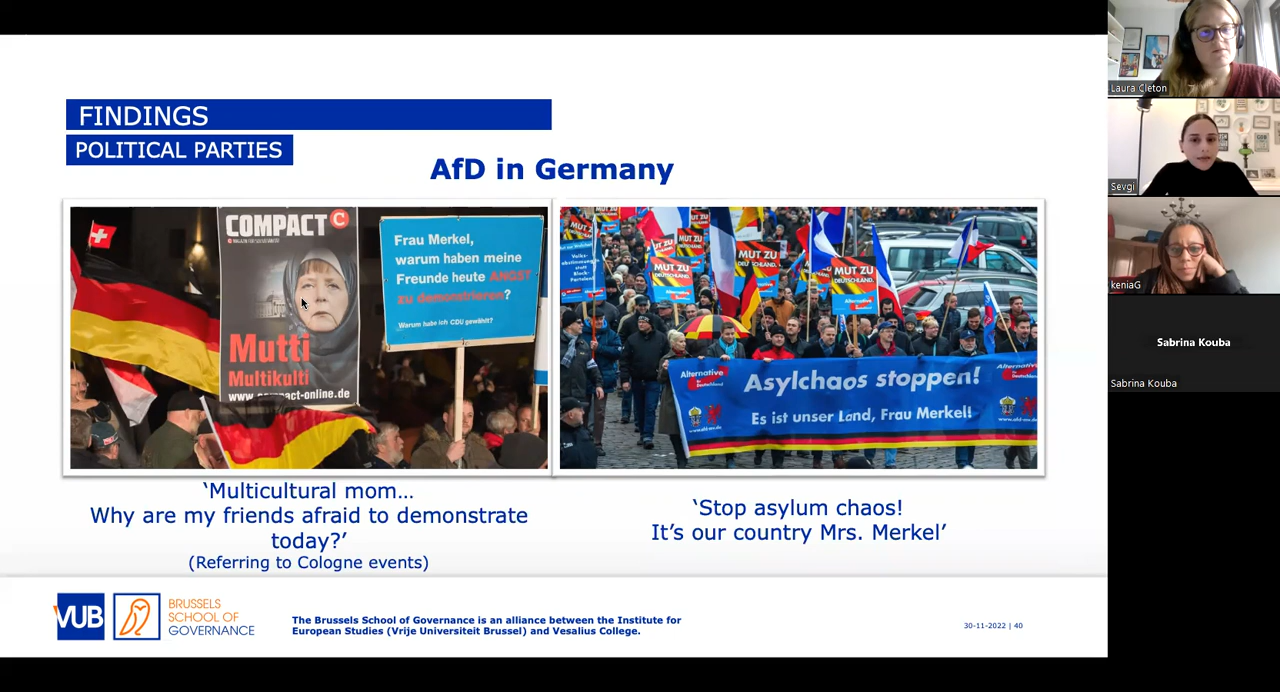 FINDINGS
POLITICAL PARTIES
AfD in Germany
COMPACT C
Mutti
Multikulti
www.compact-online.de
Frau Merkel,
warum haben meine
Freunde heute ANGST
zu demonstrieren?
Warum habe ich CDU gewählt?
MUT ZU
DEUTSCHLAND.
MUT ZU
DEUTSCHLAND.
MUT ZU
DEUTSCHLAND.
Alternative
Asylchaos stoppen!
Es ist unser Land, Frau Merkel!
‘Multicultural mom…
Why are my friends afraid to demonstrate
today?’
(Referring to Cologne events)
‘Stop asylum chaos!
It’s our country Mrs. Merkel’
VUB
BRUSSELS
SCHOOL OF
GOVERNANCE
The Brussels School of Governance is an alliance between the Institute for
European Studies (Vrije Universiteit Brussel) and Vesalius College.
30-11-2022 | 40
Laura Cleton
Sevgi
keniaG
Sabrina Kouba
Sabrina Kouba